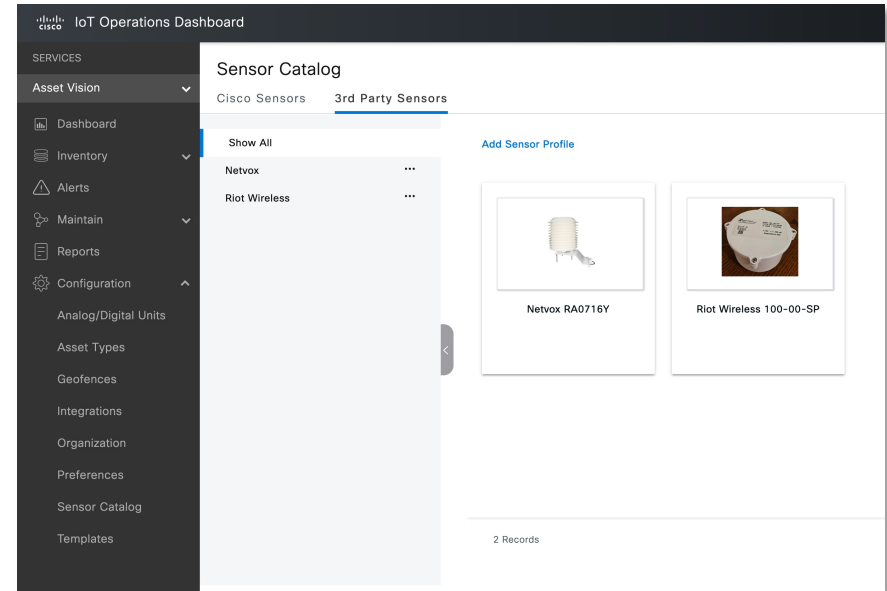 cisco IoT Operations Dashboard
SERVICES
Asset Vision
Dashboard
Inventory
Alerts
Maintain
Reports
Configuration
Analog/Digital Units
Asset Types
Geofences
Integrations
Organization
Preferences
Sensor Catalog
Templates
Sensor Catalog
Cisco Sensors 3rd Party Sensors
Show All
Netvox
Riot Wireless
Add Sensor Profile
Netvox RA0716Y
Riot Wireless 100-00-SP
2 Records